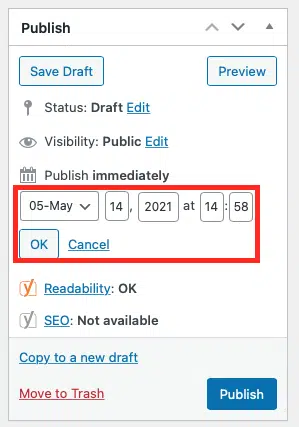 Publish
Save Draft Preview
Status: Draft Edit
Visibility: Public Edit
Publish immediately
05-May 14, 2021 at 14:58
OK Cancel
Readability: OK
SEO: Not available
Copy to a new draft
Move to Trash Publish